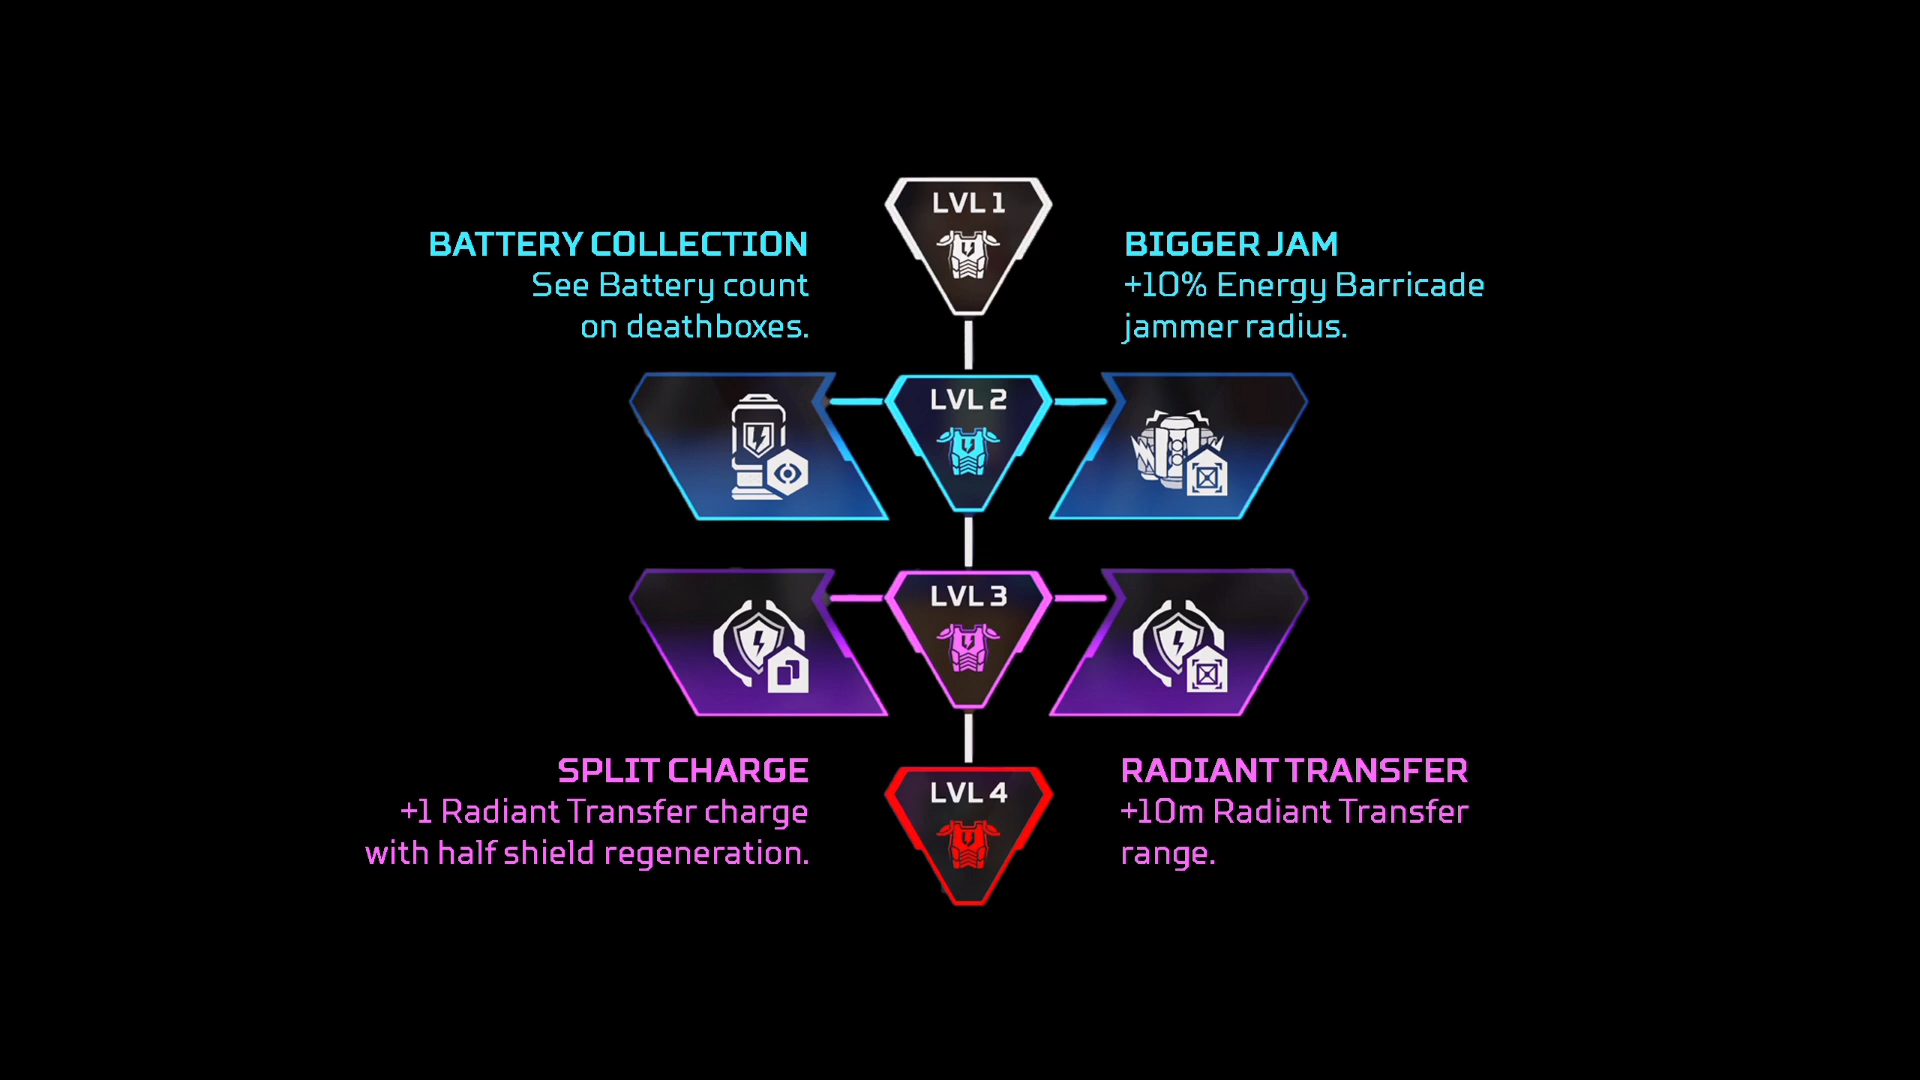 LVL 1
BATTERY COLLECTION
See Battery count
on deathboxes.
BIGGER JAM
+10% Energy Barricade
jammer radius.
LVL 2
LVL 3
SPLIT CHARGE
+1 Radiant Transfer charge
with half shield regeneration.
RADIANT TRANSFER
+10m Radiant Transfer
range.
LVL 4